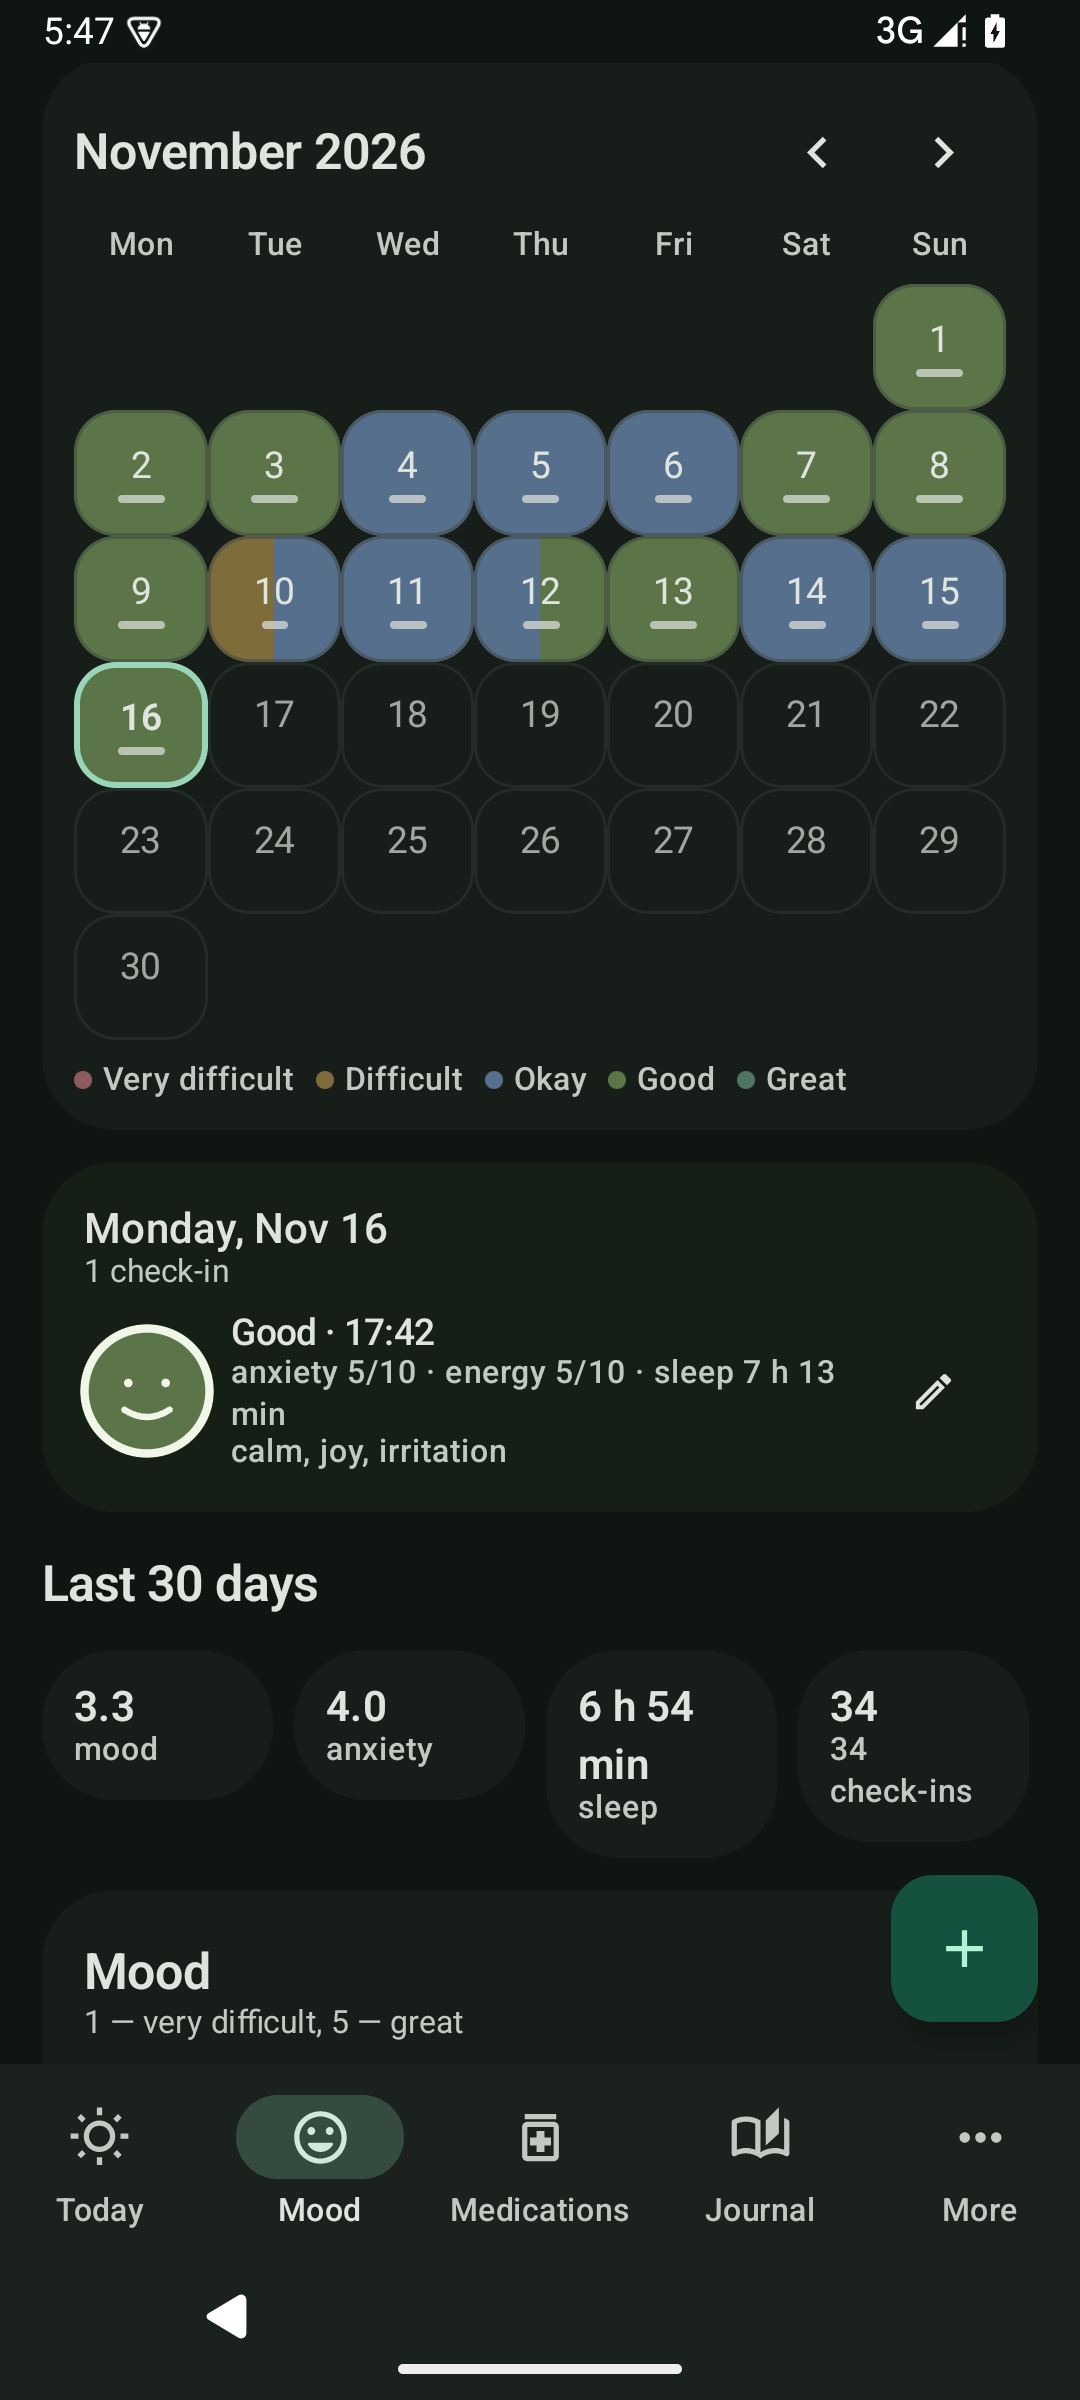 5:47 3G
November 2026
Mon Tue Wed Thu Fri Sat Sun
1
2 3 4 5 6 7 8
9 10 11 12 13 14 15
16 17 18 19 20 21 22
23 24 25 26 27 28 29
30
Very difficult Difficult Okay Good Great
Monday, Nov 16
1 check-in
Good · 17:42
anxiety 5/10 · energy 5/10 · sleep 7 h 13
min
calm, joy, irritation
Last 30 days
3.3
mood
4.0
anxiety
6 h 54
min
sleep
34
34
check-ins
Mood
1 — very difficult, 5 — great
Today Mood Medications Journal More